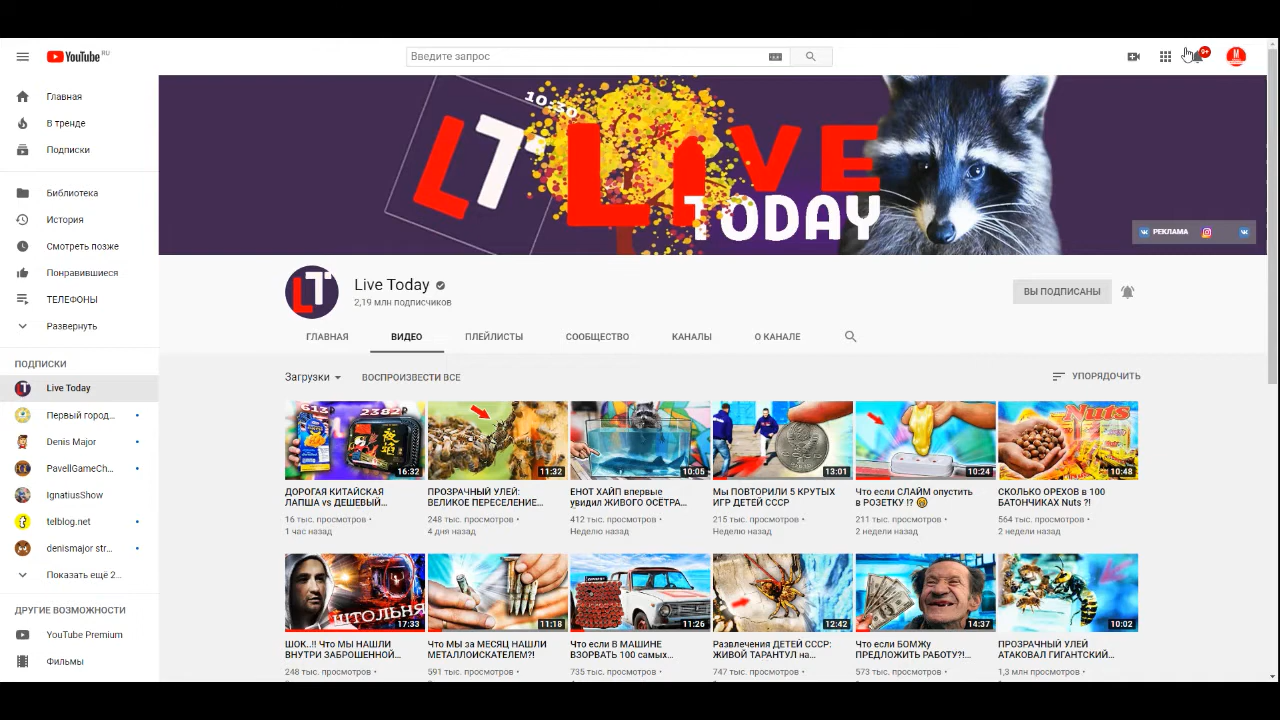 YouTube RU
Введите запрос
9+
M
Главная
В тренде
Подписки
Библиотека
История
Смотреть позже
Понравившиеся
ТЕЛЕФОНЫ
Развернуть
ПОДПИСКИ
Live Today
Первый город...
Denis Major
PavellGameCh...
IgnatiusShow
telblog.net
denismajor str...
Показать ещё 2...
ДРУГИЕ ВОЗМОЖНОСТИ
YouTube Premium
Фильмы
10:30
LT
LIVE
TODAY
РЕКЛАМА
LT
Live Today
2,19 млн подписчиков
ВЫ ПОДПИСАНЫ
ГЛАВНАЯ
ВИДЕО
ПЛЕЙЛИСТЫ
СООБЩЕСТВО
КАНАЛЫ
О КАНАЛЕ
Загрузки
ВОСПРОИЗВЕСТИ ВСЕ
УПОРЯДОЧИТЬ
613
2382
16:32
ДОРОГАЯ КИТАЙСКАЯ
ЛАПША vs ДЕШЕВЫЙ...
16 тыс. просмотров •
1 час назад
11:32
ПРОЗРАЧНЫЙ УЛЕЙ:
ВЕЛИКОЕ ПЕРЕСЕЛЕНИЕ...
248 тыс. просмотров •
4 дня назад
10:05
ЕНОТ ХАЙП впервые
увидил ЖИВОГО ОСЁТРА...
412 тыс. просмотров •
Неделю назад
13:01
Мы ПОВТОРИЛИ 5 КРУТЫХ
ИГР ДЕТЕЙ СССР
215 тыс. просмотров •
Неделю назад
10:24
Что если СЛАЙМ опустить
в РОЗЕТКУ !?
211 тыс. просмотров •
2 недели назад
Nuts
10:48
СКОЛЬКО ОРЕХОВ в 100
БАТОНЧИКАХ Nuts ?!
564 тыс. просмотров •
2 недели назад
ШТОЛЬНЯ
17:33
ШОК..!! Что МЫ НАШЛИ
ВНУТРИ ЗАБРОШЕННОЙ...
248 тыс. просмотров •
11:18
Что МЫ за МЕСЯЦ НАШЛИ
МЕТАЛЛОИСКАТЕЛЕМ?!
591 тыс. просмотров •
11:26
Что если В МАШИНЕ
ВЗОРВАТЬ 100 самых...
735 тыс. просмотров •
12:42
Развлечения ДЕТЕЙ СССР:
ЖИВОЙ ТАРАНТУЛ на...
747 тыс. просмотров •
14:37
Что если БОМЖу
ПРЕДЛОЖИТЬ РАБОТУ?!...
573 тыс. просмотров •
10:02
ПРОЗРАЧНЫЙ УЛЕЙ
АТАКОВАЛ ГИГАНТСКИЙ...
1,3 млн просмотров •